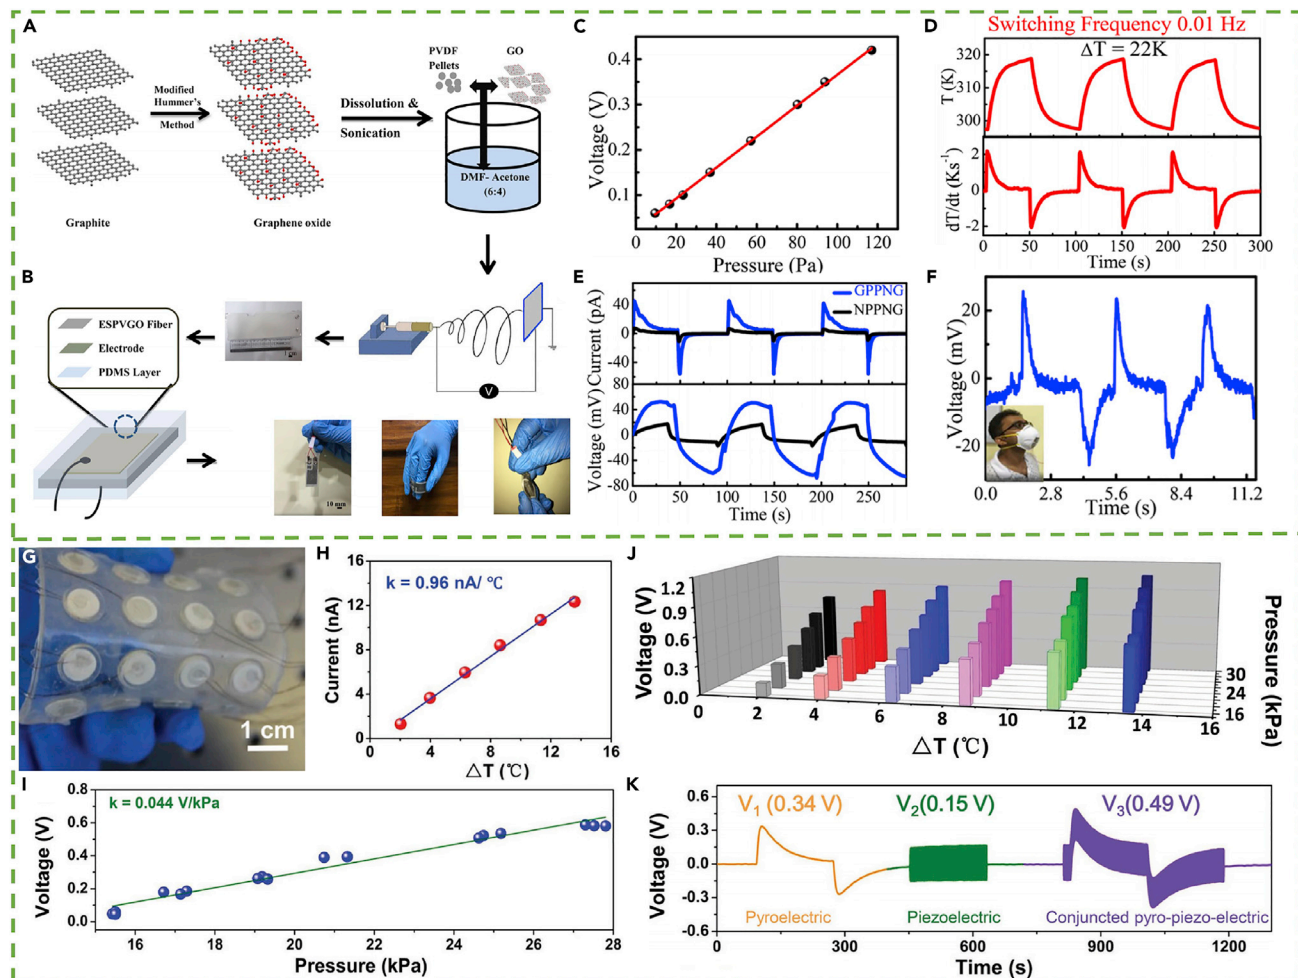 A
Graphite
Modified
Hummer's
Method
Graphene oxide
Dissolution &
Sonication
PVDF
Pellets
GO
DMF- Acetone
(6:4)
B
ESPVGO Fiber
Electrode
PDMS Layer
V
10 mm
C
Voltage (V)
0.4
0.3
0.2
0.1
0 20 40 60 80 100 120
Pressure (Pa)
D
Switching Frequency 0.01 Hz
ΔT = 22K
T (K)
320
310
300
dT/dt (Ks-1)
2
0
-2
0 50 100 150 200 250 300
Time (s)
E
GPPNG
NPPNG
Current (pA)
40
0
-40
80
Voltage (mV)
40
0
-40
-80
0 50 100 150 200 250
Time (s)
F
Voltage (mV)
20
0
-20
0.0 2.8 5.6 8.4 11.2
Time (s)
G
1 cm
H
k = 0.96 nA/ ℃
Current (nA)
16
12
8
4
0
0 4 8 12 16
△T (℃)
J
Voltage (V)
1.2
0.9
0.6
0.3
0.0
0 2 4 6 8 10 12 14 16
△T (℃)
30
24
20
18
16
Pressure (kPa)
I
k = 0.044 V/kPa
Voltage (V)
0.8
0.6
0.4
0.2
0.0
16 18 20 22 24 26 28
Pressure (kPa)
K
V1 (0.34 V)
V2(0.15 V)
V3(0.49 V)
Voltage (V)
0.6
0.3
0.0
-0.3
-0.6
Pyroelectric
Piezoelectric
Conjuncted pyro-piezo-electric
0 300 600 900 1200
Time (s)